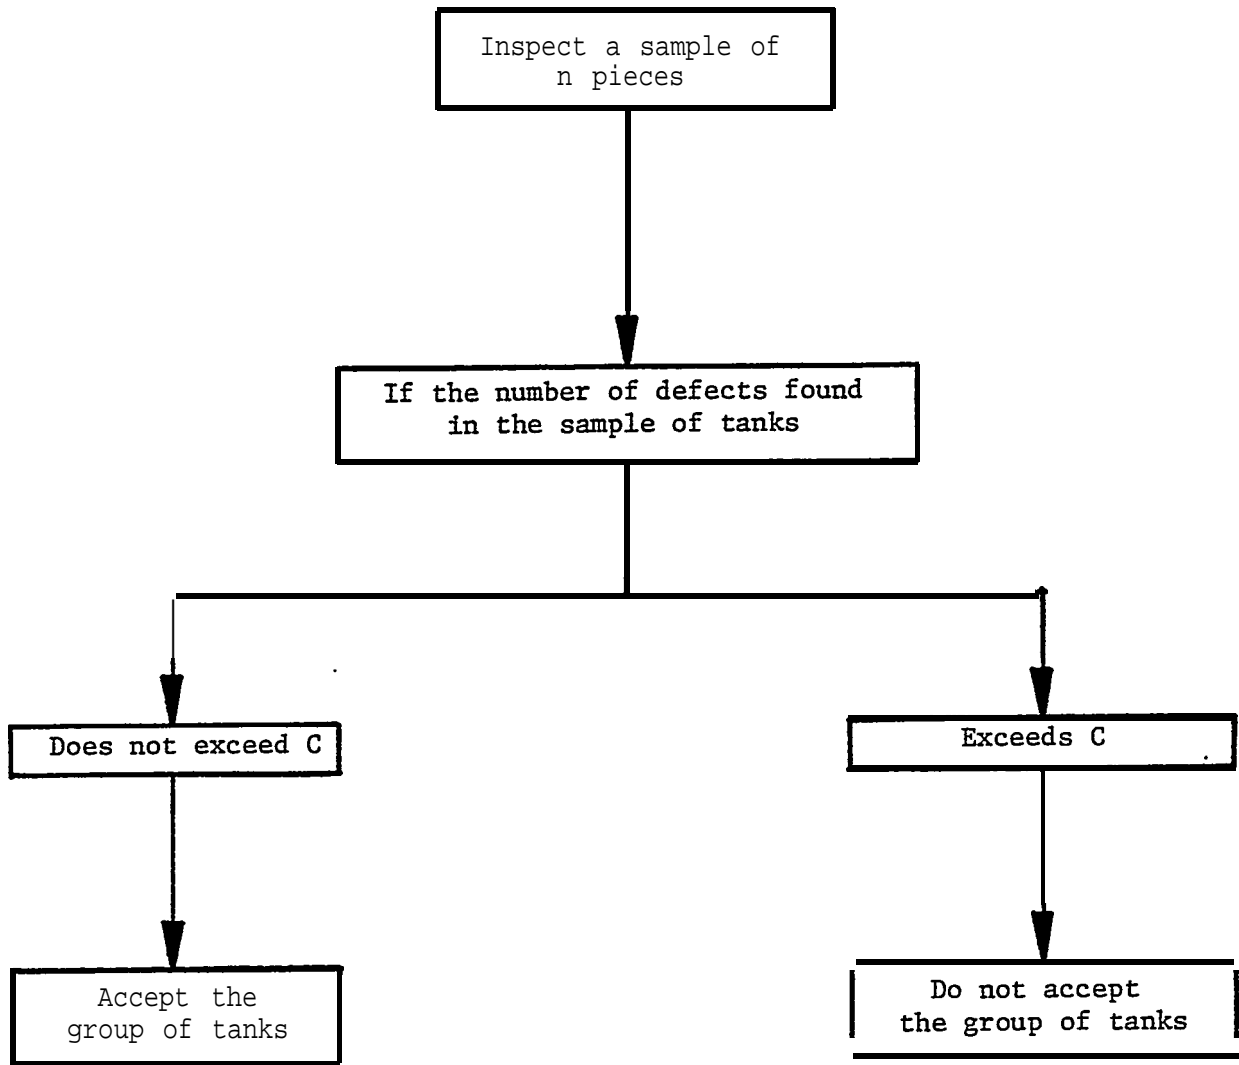 Inspect a sample of
n pieces
If the number of defects found
in the sample of tanks
Does not exceed C
Exceeds C
Accept the
group of tanks
Do not accept
the group of tanks